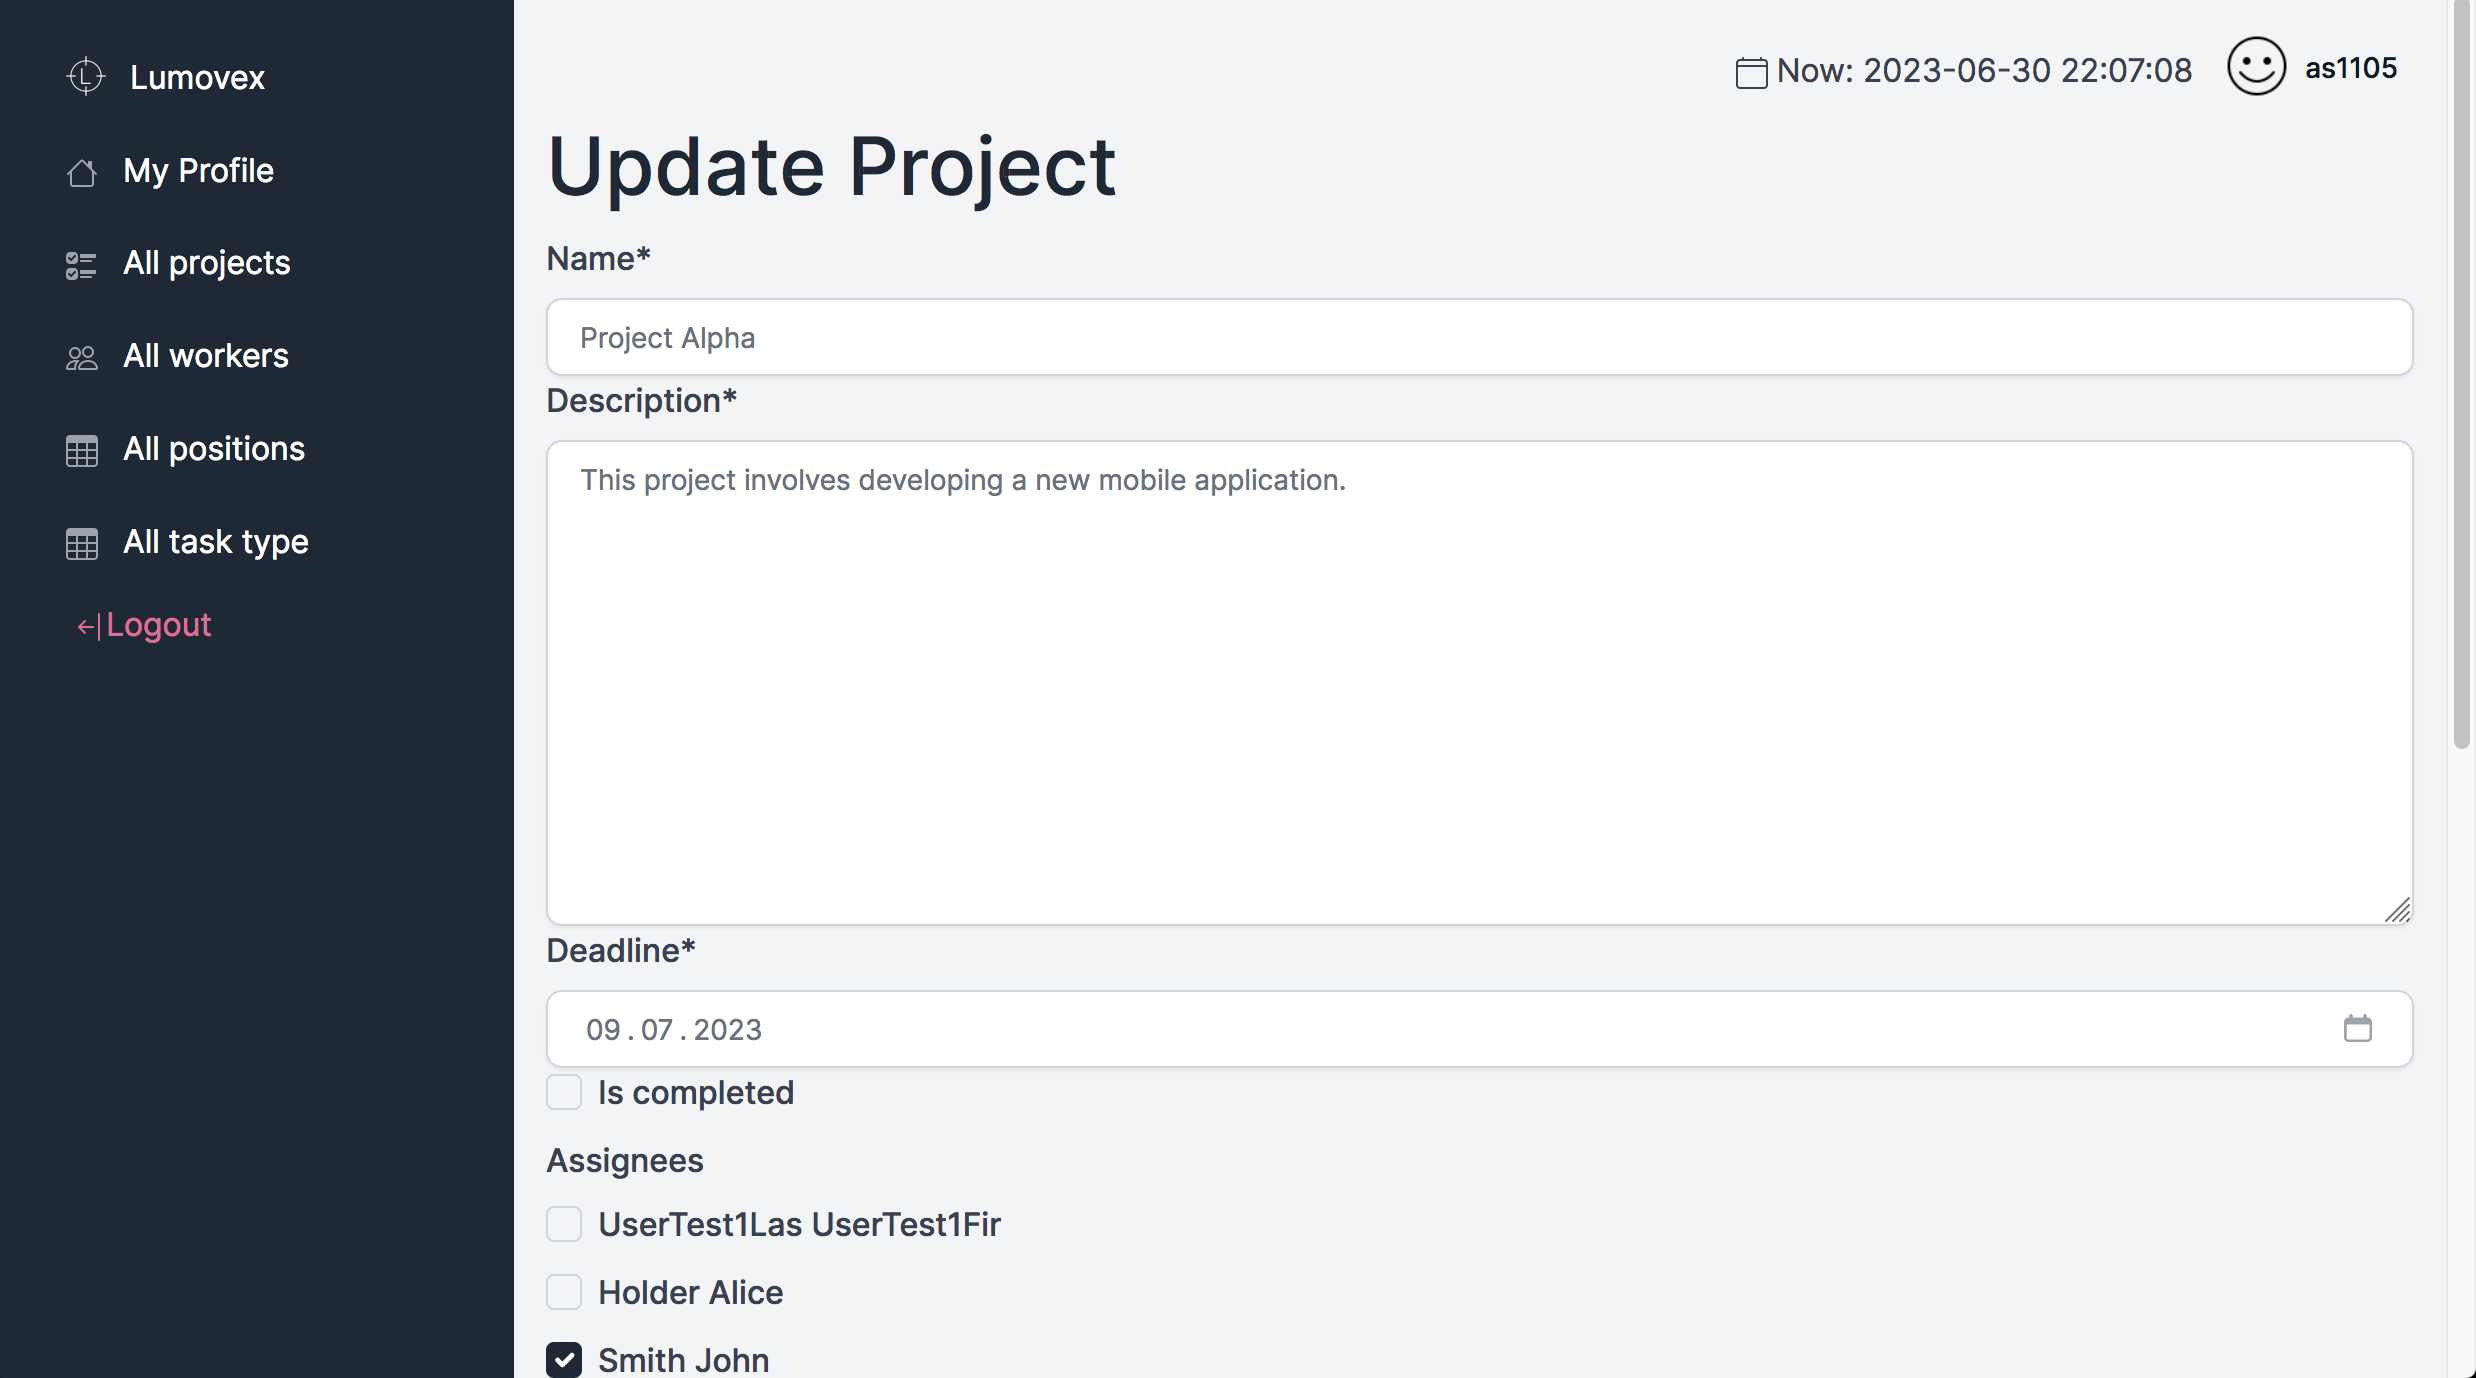 Lumovex
My Profile
All projects
All workers
All positions
All task type
Logout
Now: 2023-06-30 22:07:08
as1105
Update Project
Name*
Project Alpha
Description*
This project involves developing a new mobile application.
Deadline*
09.07.2023
Is completed
Assignees
UserTest1Las UserTest1Fir
Holder Alice
Smith John